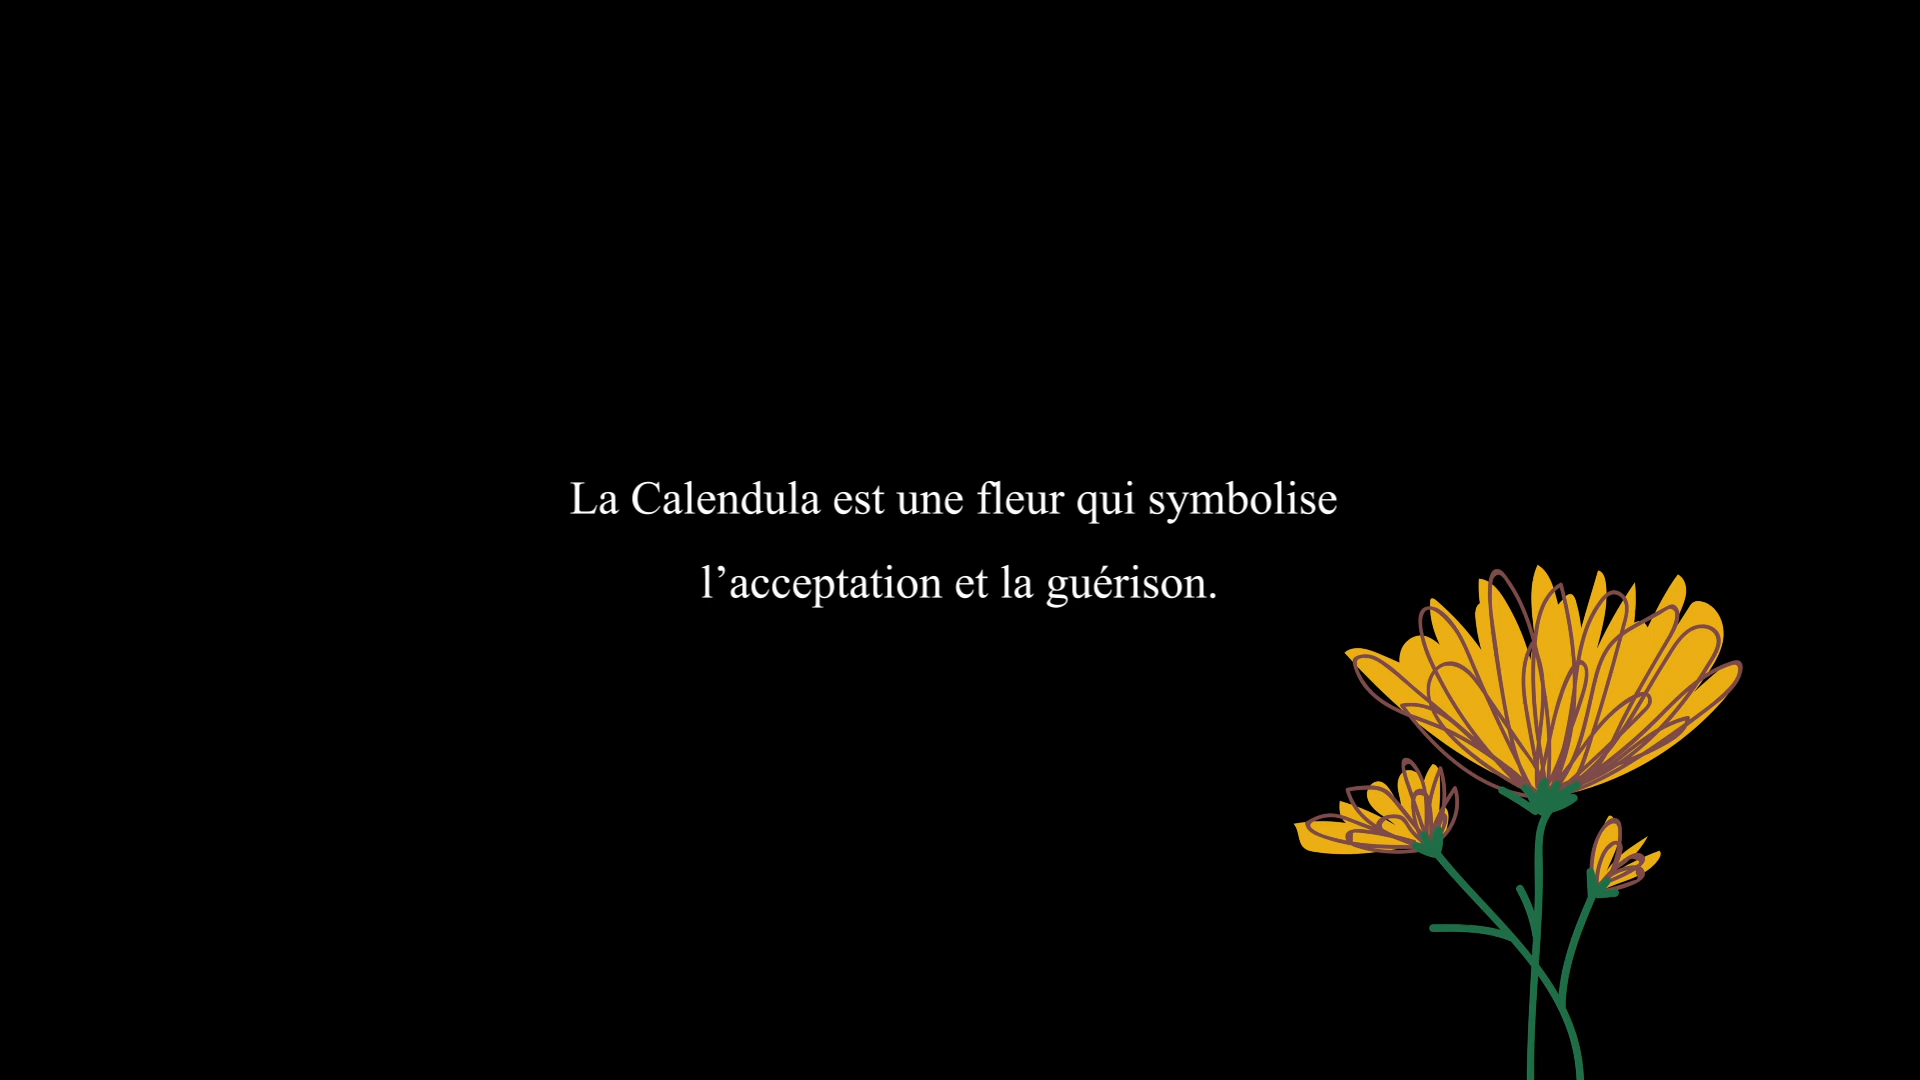 La Calendula est une fleur qui symbolise
l’acceptation et la guérison.